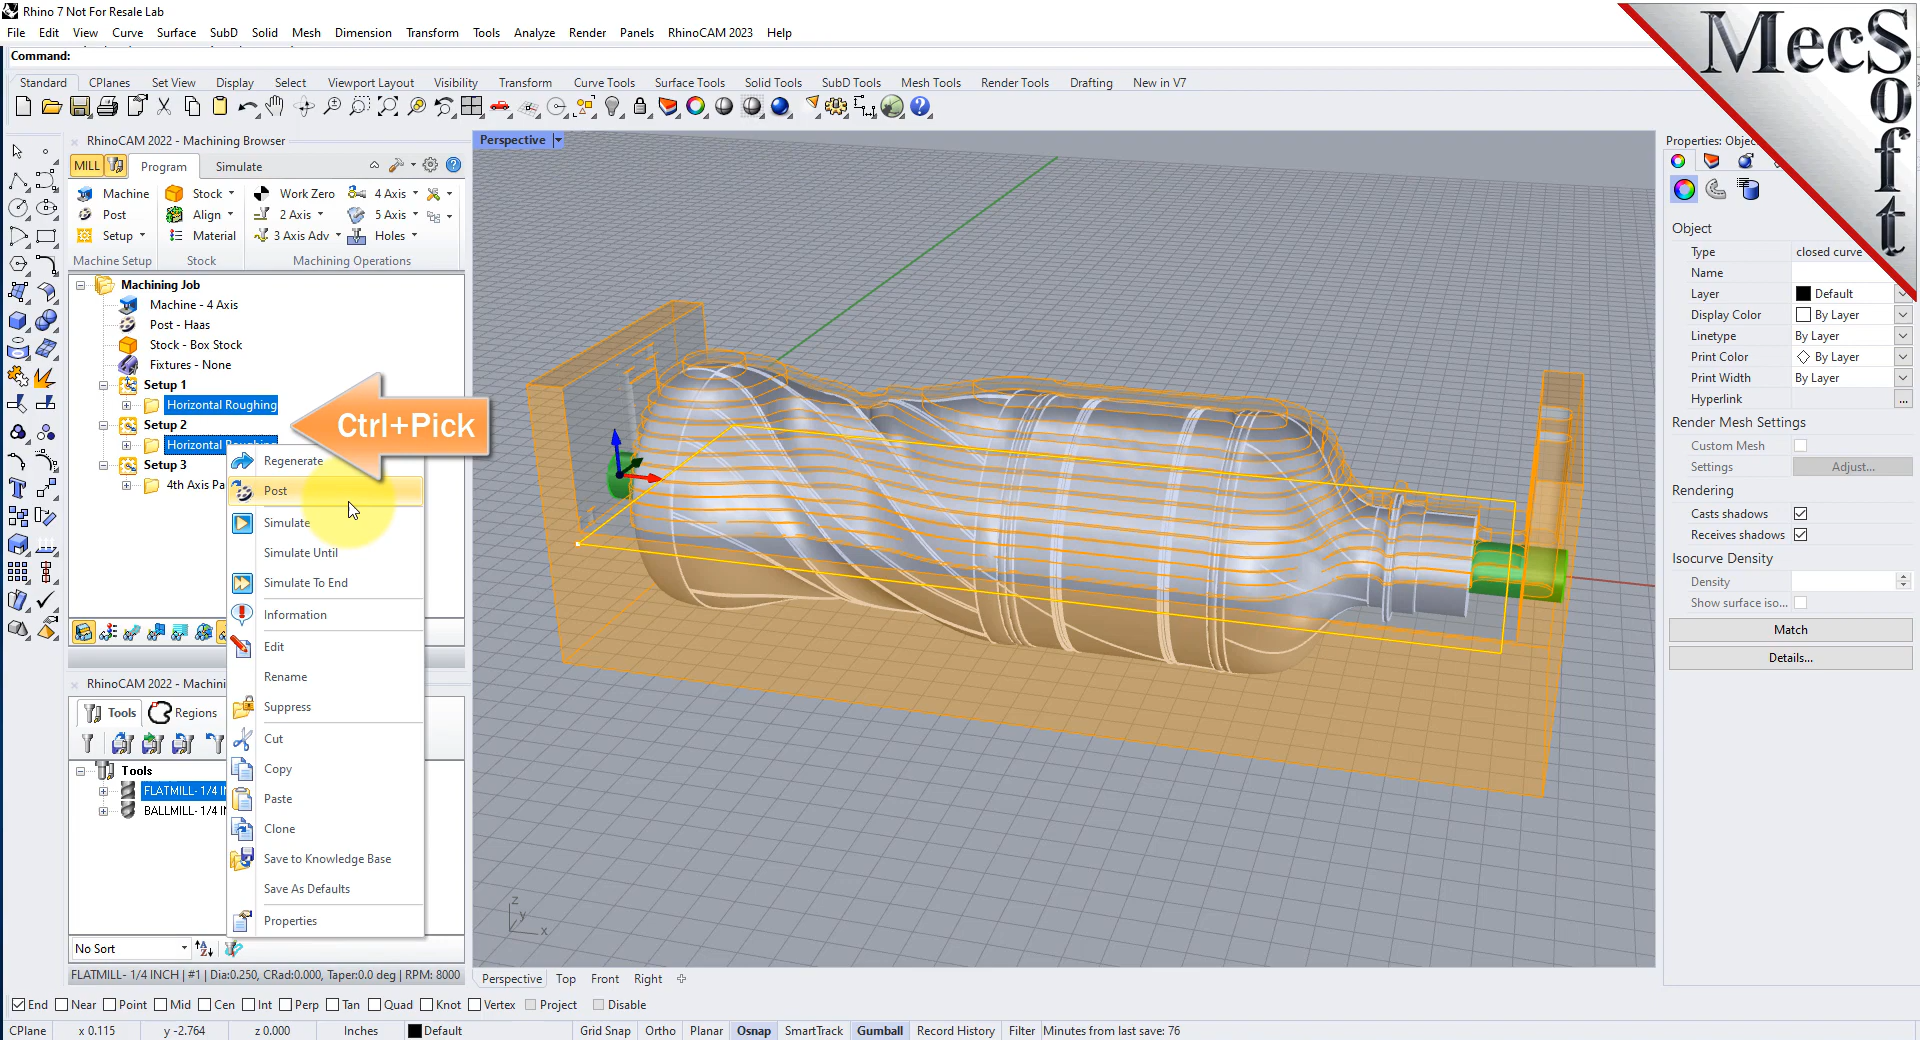 Rhino 7 Not For Resale Lab
File Edit View Curve Surface SubD Solid Mesh Dimension Transform Tools Analyze Render Panels RhinoCAM 2023 Help
Command:
Standard CPlanes Set View Display Select Viewport Layout Visibility Transform Curve Tools Surface Tools Solid Tools SubD Tools Mesh Tools Render Tools Drafting New in V7
RhinoCAM 2022 - Machining Browser
MILL Program Simulate
Machine Stock Work Zero 4 Axis
Post Align 2 Axis 5 Axis
Setup Material 3 Axis Adv Holes
Machine Setup Stock Machining Operations
Machining Job
Machine - 4 Axis
Post - Haas
Stock - Box Stock
Fixtures - None
Setup 1
Horizontal Roughing
Setup 2
Horizontal Roughing
Setup 3
4th Axis Pa
Ctrl+Pick
Regenerate
Post
Simulate
Simulate Until
Simulate To End
Information
Edit
Rename
Suppress
Cut
Copy
Paste
Clone
Save to Knowledge Base
Save As Defaults
Properties
RhinoCAM 2022 - Machini
Tools Regions
Tools
FLATMILL- 1/4 I
BALLMILL- 1/4 I
No Sort
FLATMILL- 1/4 INCH | #1 | Dia:0.250, CRad:0.000, Taper:0.0 deg | RPM: 8000
Perspective
z
y
x
Perspective Top Front Right
MecSoft
Properties: Objec
Object
Type closed curve
Name
Layer Default
Display Color By Layer
Linetype By Layer
Print Color By Layer
Print Width By Layer
Hyperlink ...
Render Mesh Settings
Custom Mesh
Settings Adjust...
Rendering
Casts shadows
Receives shadows
Isocurve Density
Density
Show surface iso...
Match
Details...
End Near Point Mid Cen Int Perp Tan Quad Knot Vertex Project Disable
CPlane x 0.115 y -2.764 z 0.000 Inches Default Grid Snap Ortho Planar Osnap SmartTrack Gumball Record History Filter Minutes from last save: 76